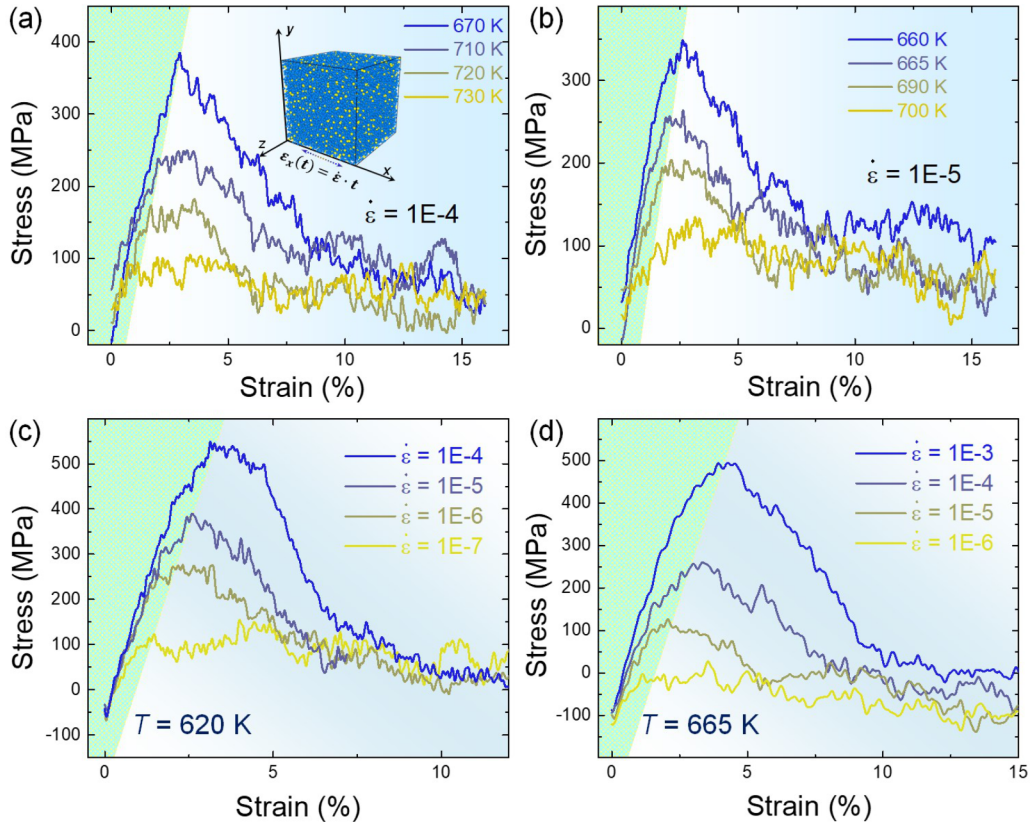 (a)
670 K
710 K
720 K
730 K
y
z
x
εx(t) = ε̇ · t
ε̇ = 1E-4
400
300
200
100
0
Stress (MPa)
0 5 10 15
Strain (%)
(b)
660 K
665 K
690 K
700 K
ε̇ = 1E-5
300
200
100
0
Stress (MPa)
0 5 10 15
Strain (%)
(c)
ε̇ = 1E-4
ε̇ = 1E-5
ε̇ = 1E-6
ε̇ = 1E-7
500
400
300
200
100
0
-100
Stress (MPa)
T = 620 K
0 5 10
Strain (%)
(d)
ε̇ = 1E-3
ε̇ = 1E-4
ε̇ = 1E-5
ε̇ = 1E-6
500
400
300
200
100
0
-100
Stress (MPa)
T = 665 K
0 5 10 15
Strain (%)